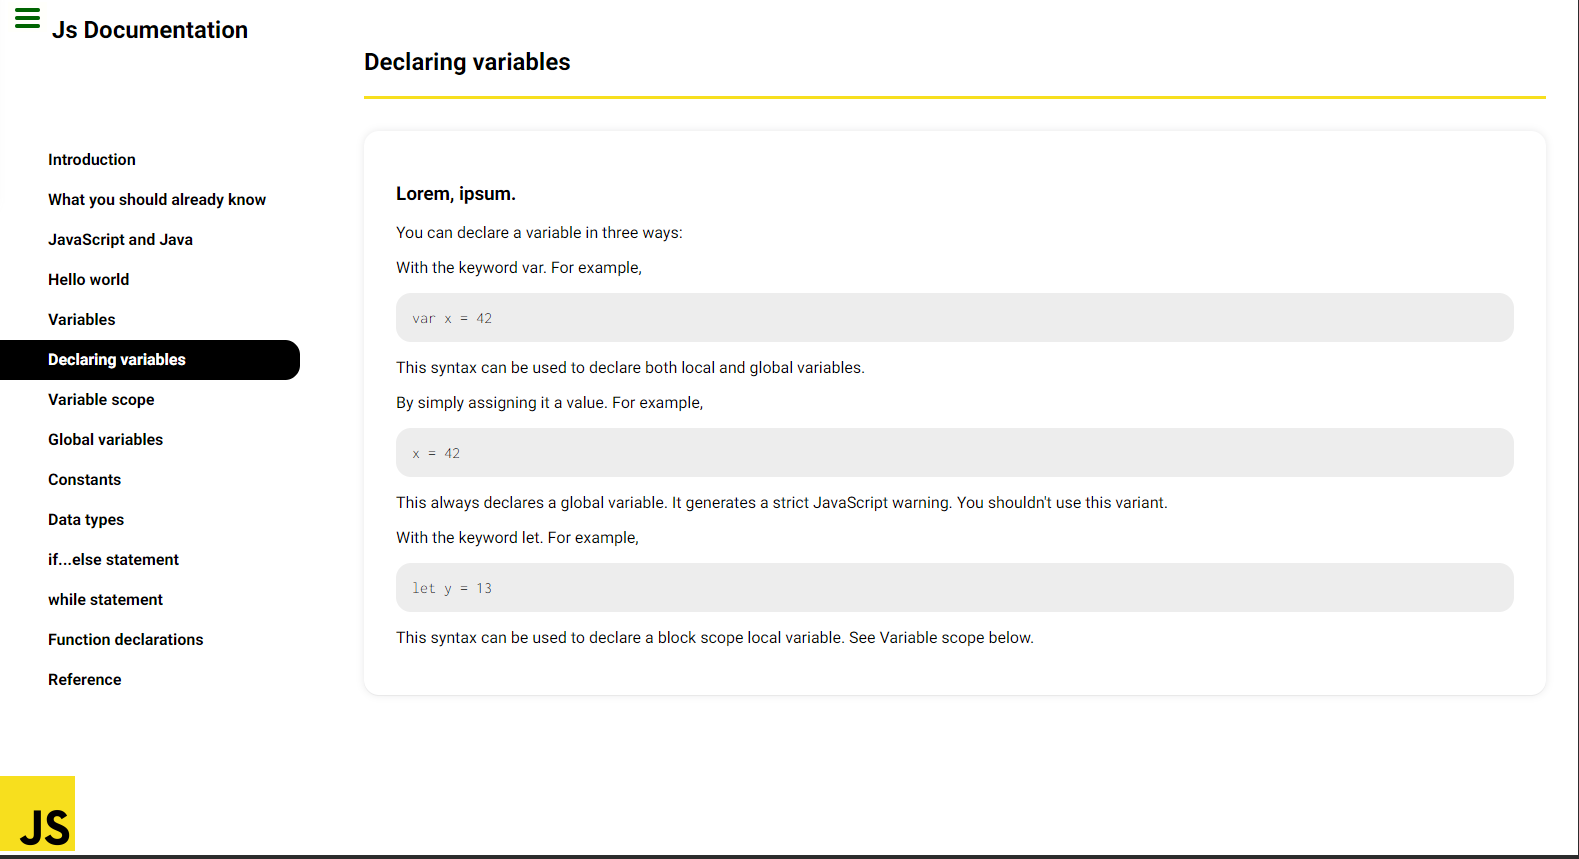 Js Documentation
Introduction
What you should already know
JavaScript and Java
Hello world
Variables
Declaring variables
Variable scope
Global variables
Constants
Data types
if...else statement
while statement
Function declarations
Reference
JS
Declaring variables
Lorem, ipsum.
You can declare a variable in three ways:
With the keyword var. For example,
var x = 42
This syntax can be used to declare both local and global variables.
By simply assigning it a value. For example,
x = 42
This always declares a global variable. It generates a strict JavaScript warning. You shouldn't use this variant.
With the keyword let. For example,
let y = 13
This syntax can be used to declare a block scope local variable. See Variable scope below.